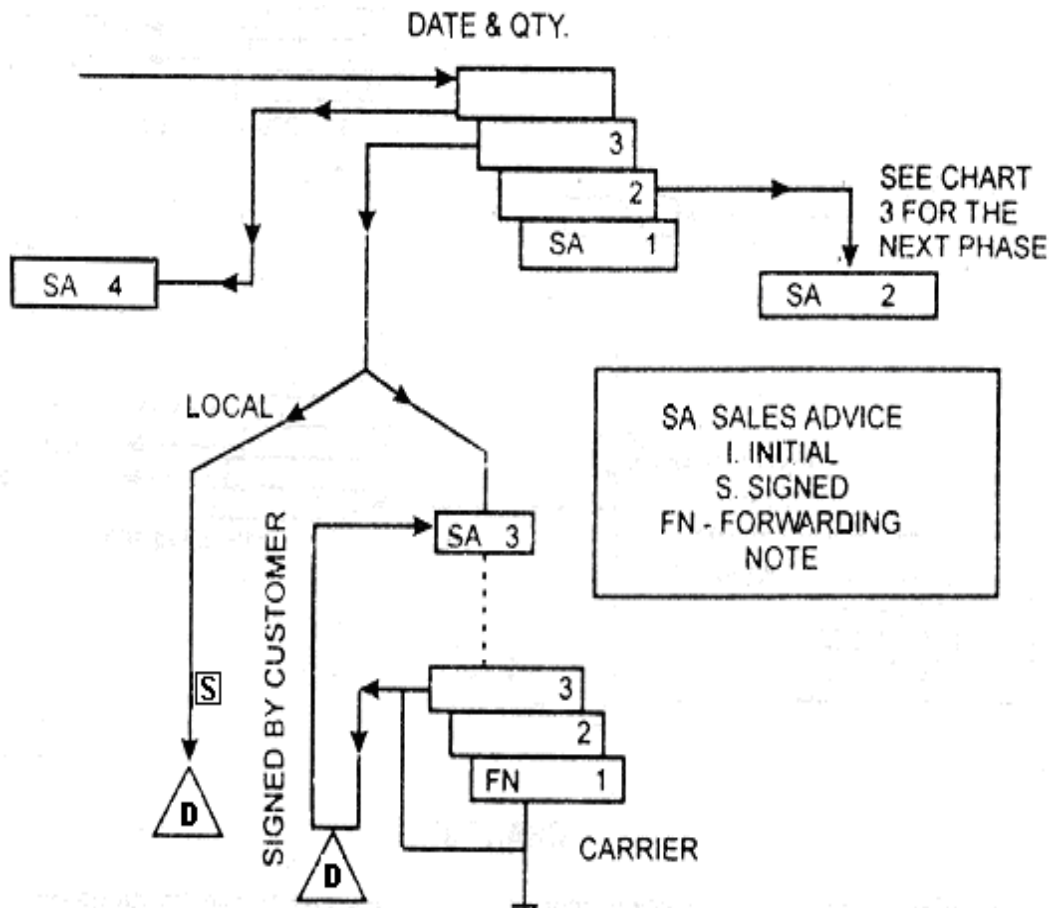 DATE & QTY.
3
2
SA 1
SEE CHART
3 FOR THE
NEXT PHASE
SA 4
SA 2
LOCAL
SA SALES ADVICE
I. INITIAL
S. SIGNED
FN - FORWARDING
NOTE
SA 3
SIGNED BY CUSTOMER
S
3
2
FN 1
D
CARRIER
D